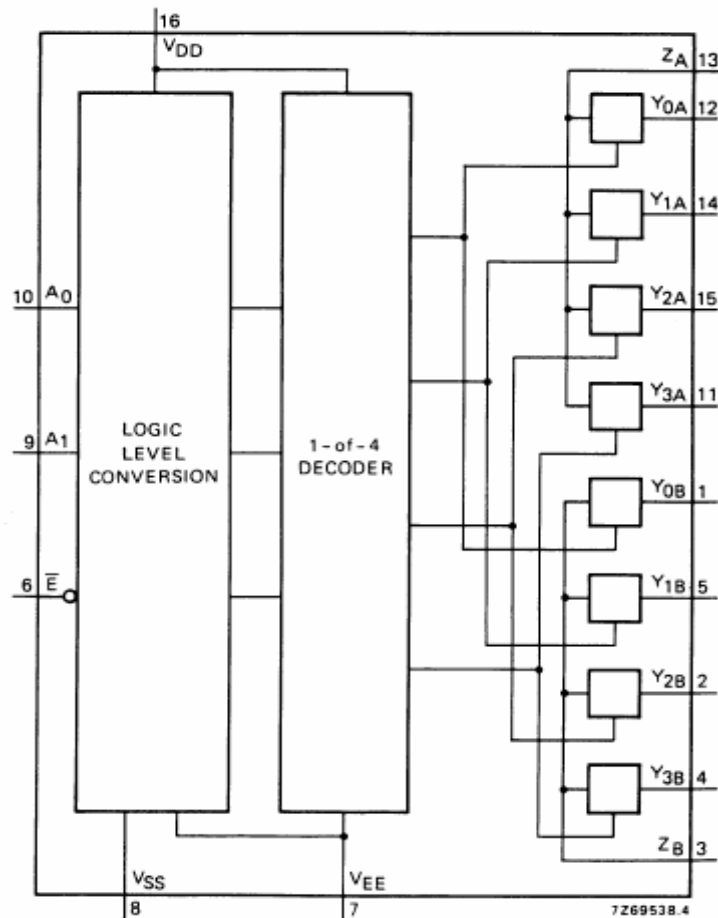 16
VDD
ZA 13
Y0A 12
Y1A 14
10 A0
Y2A 15
Y3A 11
9 A1
LOGIC
LEVEL
CONVERSION
1-of-4
DECODER
Y0B 1
6 E̅
Y1B 5
Y2B 2
Y3B 4
ZB 3
VSS
VEE
8
7
7Z69538.4